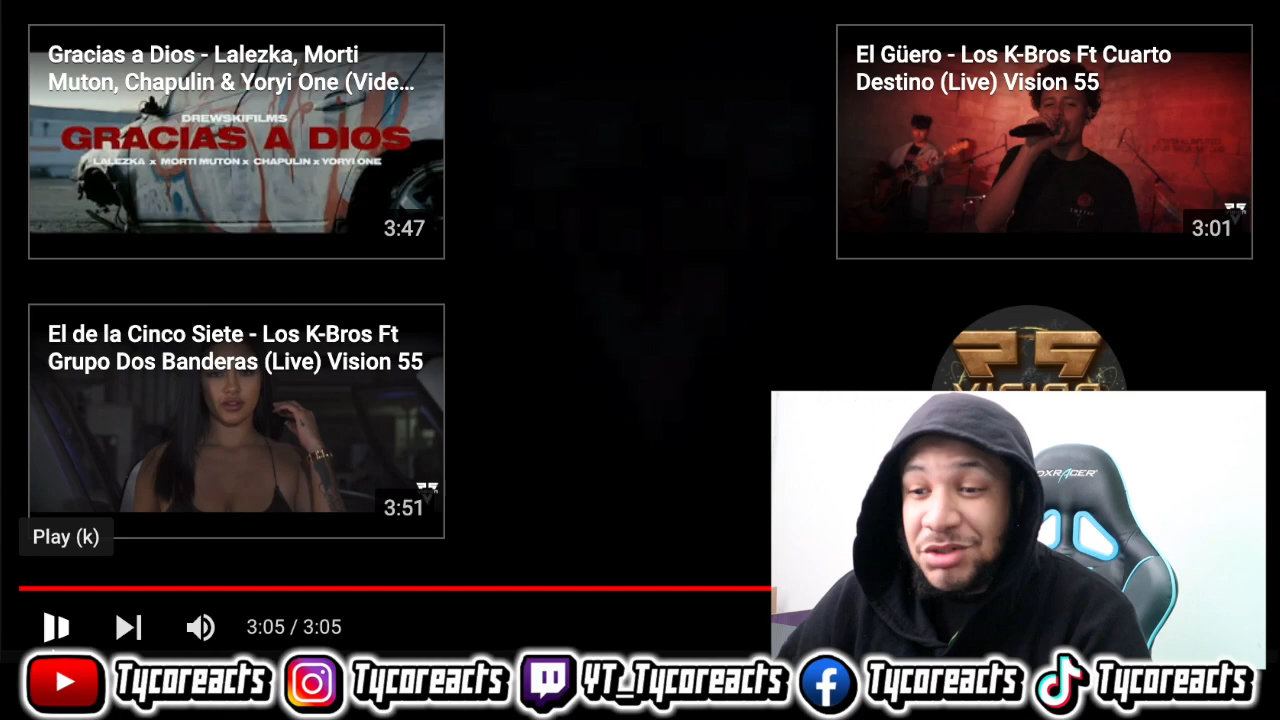 Gracias a Dios - Lalezka, Morti
Muton, Chapulin & Yoryi One (Vide...
DREWSKIFILMS
GRACIAS A DIOS
LALEZKA x MORTI MUTON x CHAPULIN x YORYI ONE
3:47
El Güero - Los K-Bros Ft Cuarto
Destino (Live) Vision 55
3:01
El de la Cinco Siete - Los K-Bros Ft
Grupo Dos Banderas (Live) Vision 55
3:51
Play (k)
DXRACER
3:05 / 3:05
Tycoreacts
Tycoreacts
YT_Tycoreacts
Tycoreacts
Tycoreacts